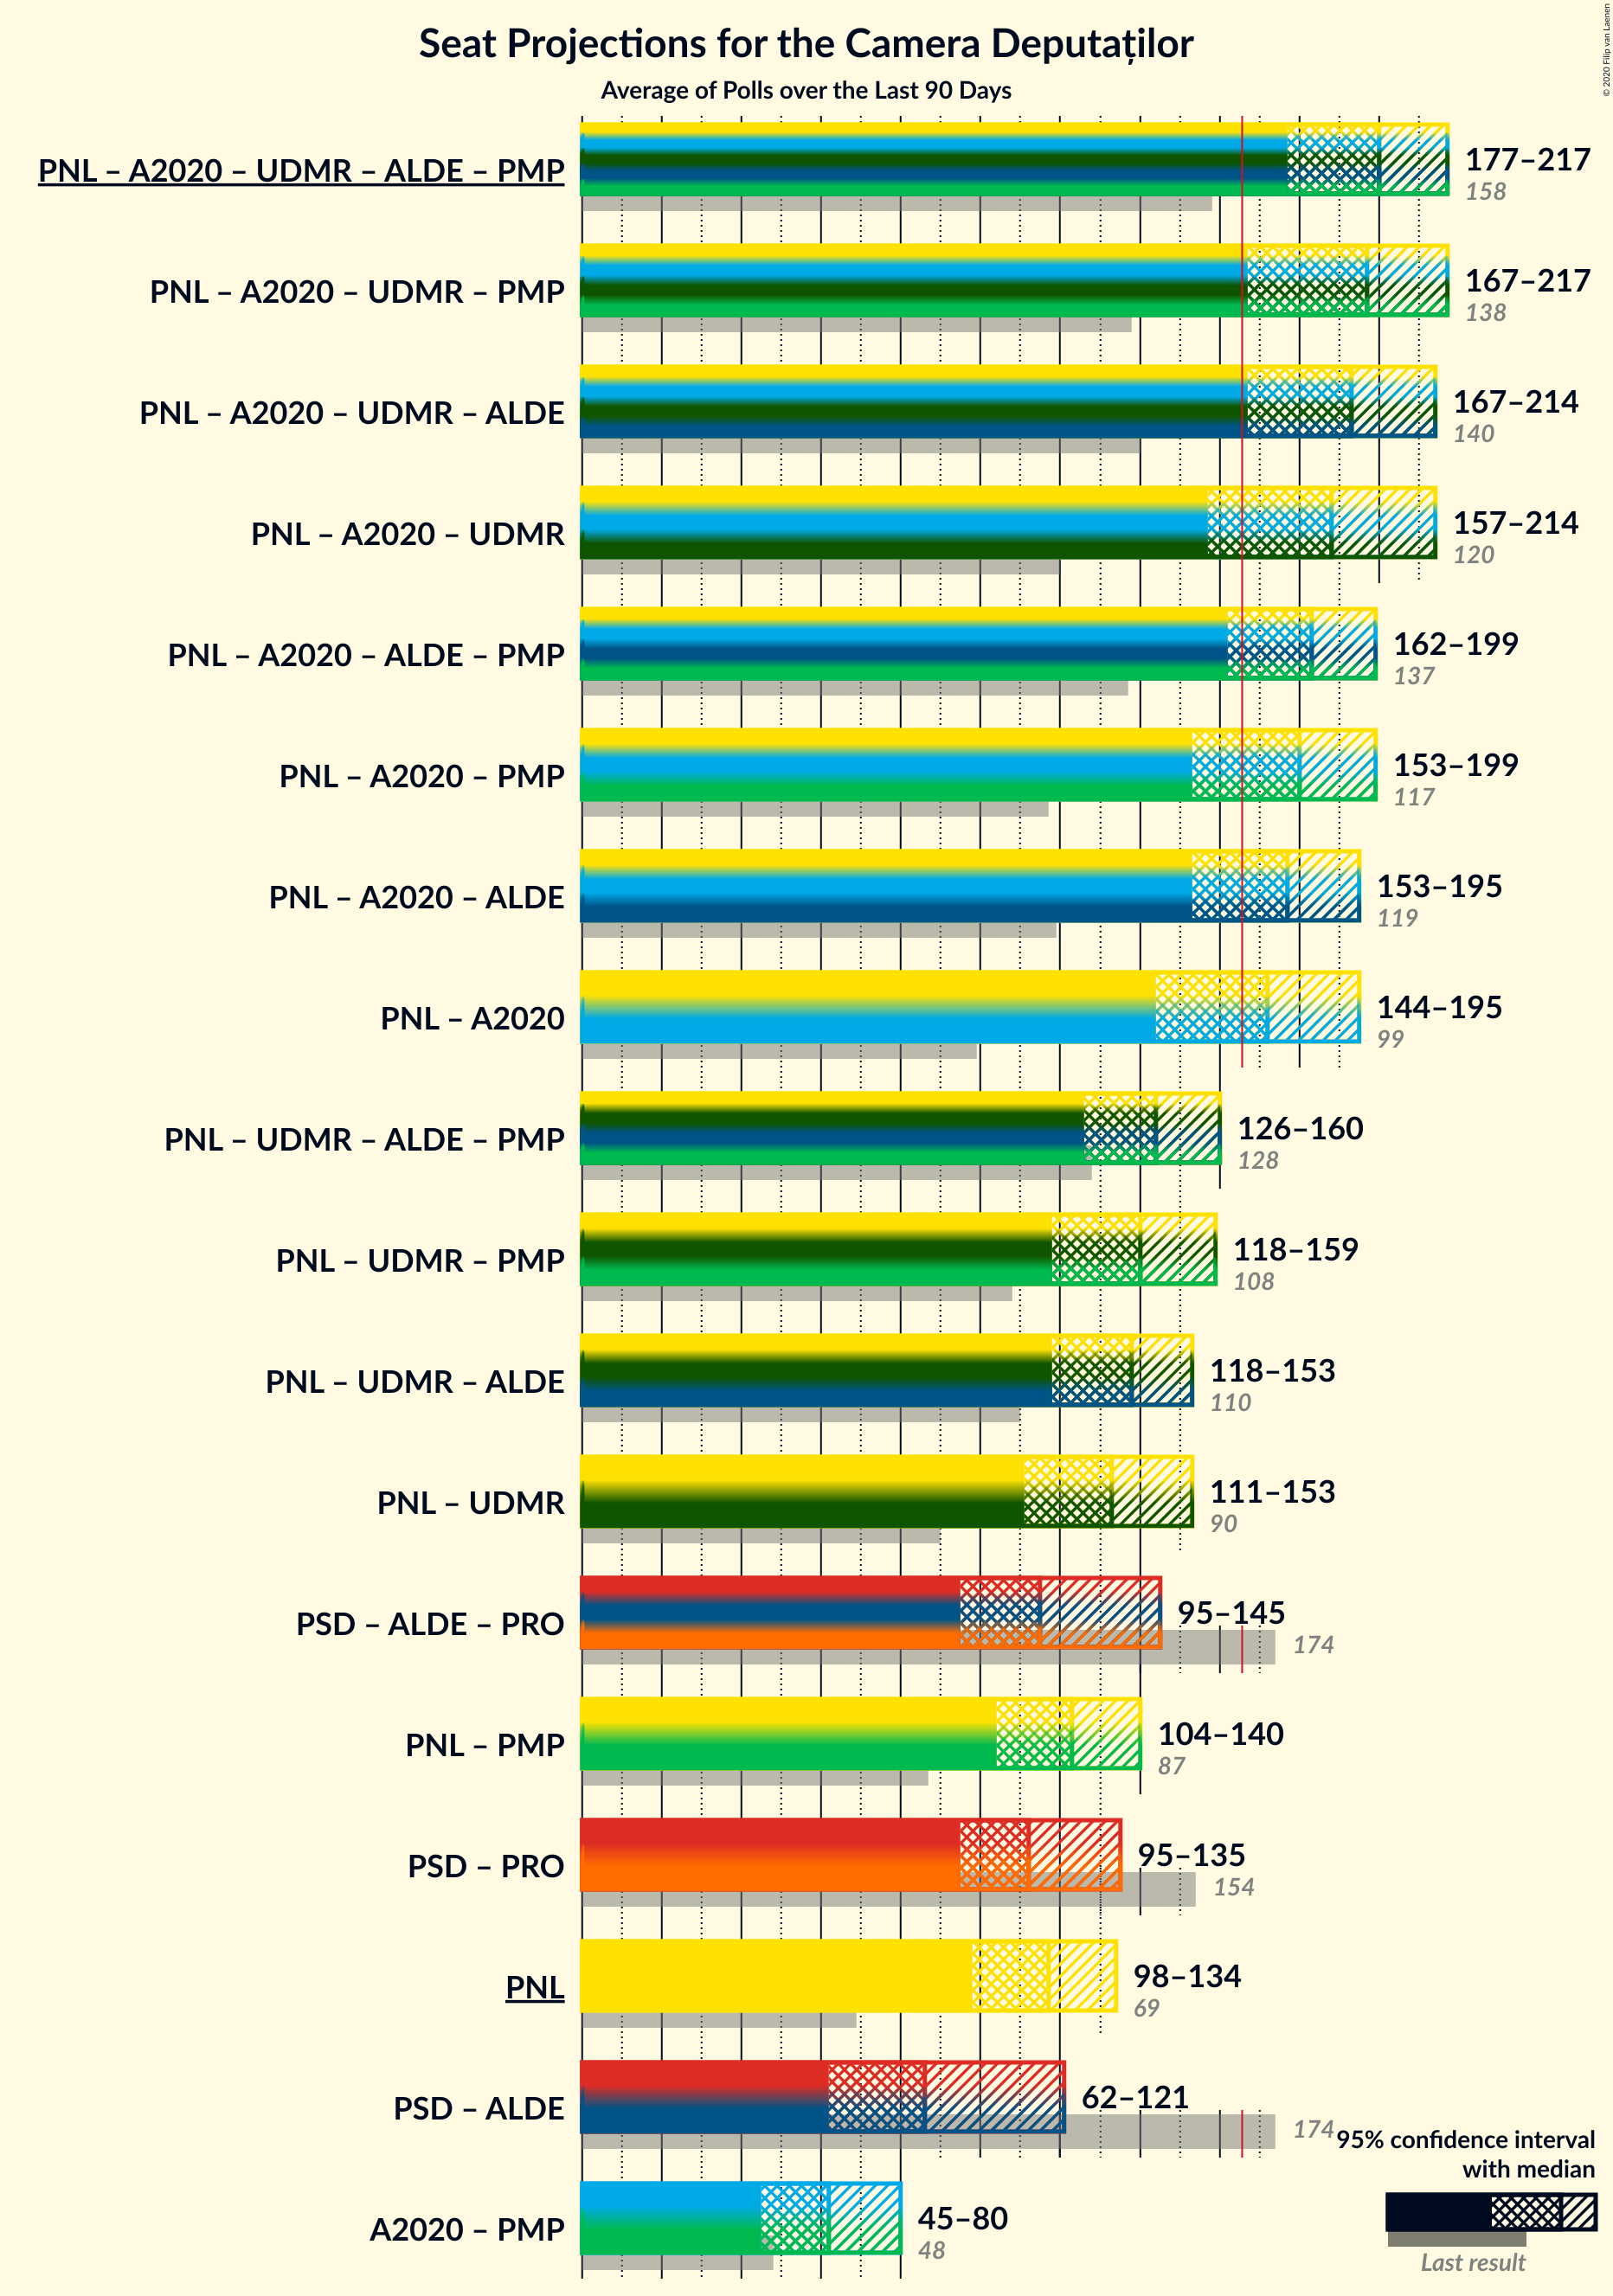 Seat Projections for the Camera Deputaților
Average of Polls over the Last 90 Days
© 2020 Filip van Laenen
PNL – A2020 – UDMR – ALDE – PMP
177–217
158
PNL – A2020 – UDMR – PMP
167–217
138
PNL – A2020 – UDMR – ALDE
167–214
140
PNL – A2020 – UDMR
157–214
120
PNL – A2020 – ALDE – PMP
162–199
137
PNL – A2020 – PMP
153–199
117
PNL – A2020 – ALDE
153–195
119
PNL – A2020
144–195
99
PNL – UDMR – ALDE – PMP
126–160
128
PNL – UDMR – PMP
118–159
108
PNL – UDMR – ALDE
118–153
110
PNL – UDMR
111–153
90
PSD – ALDE – PRO
95–145
174
PNL – PMP
104–140
87
PSD – PRO
95–135
154
PNL
98–134
69
PSD – ALDE
62–121
174
A2020 – PMP
45–80
48
95% confidence interval
with median
Last result